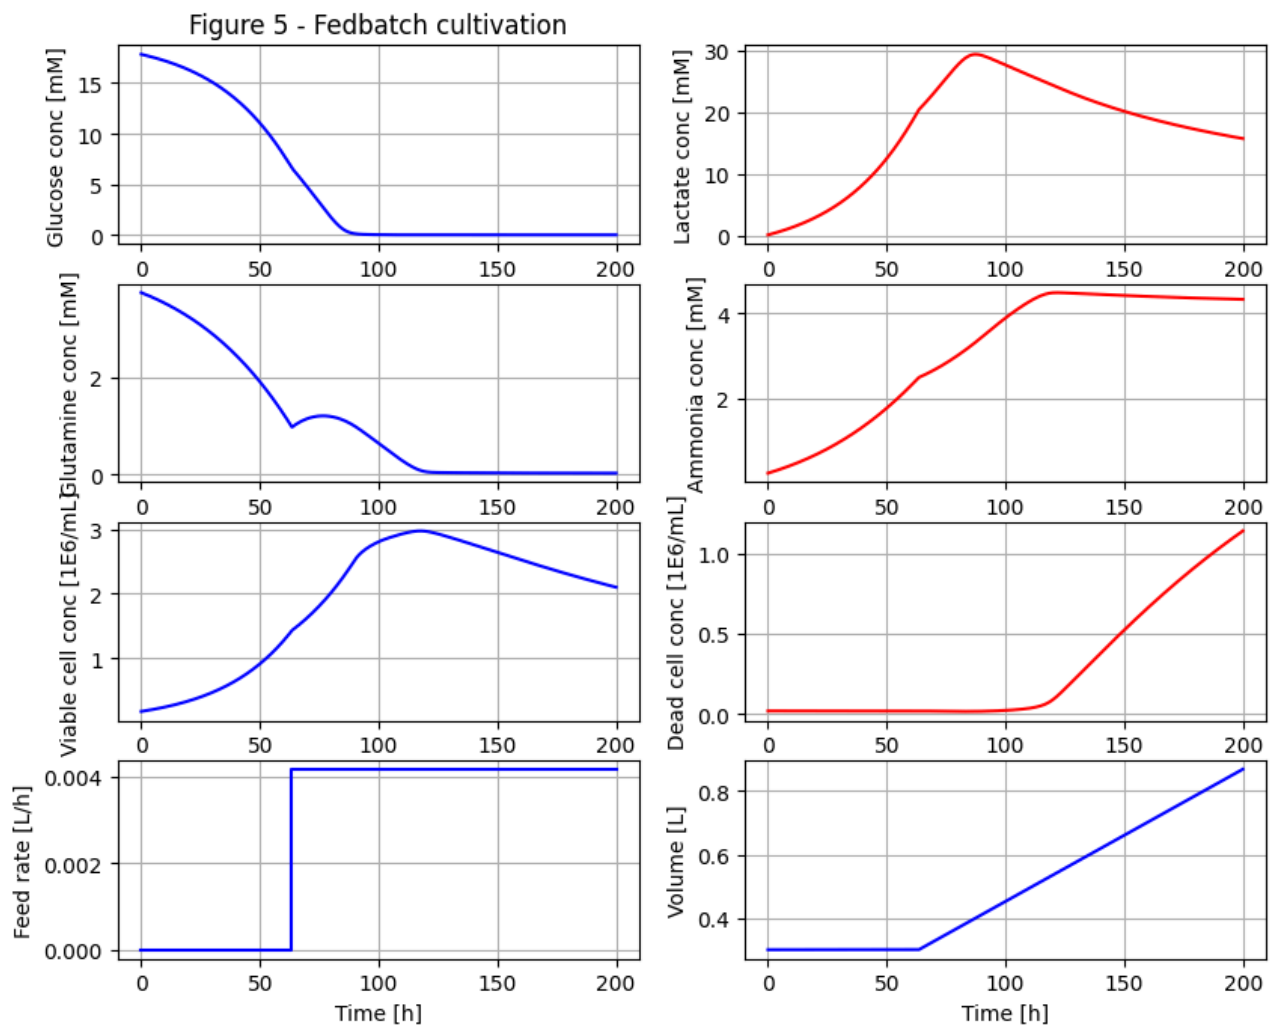 Figure 5 - Fedbatch cultivation
Glucose conc [mM]
15
10
5
0
0 50 100 150 200
Lactate conc [mM]
30
20
10
0
0 50 100 150 200
Glutamine conc [mM]
2
0
0 50 100 150 200
Ammonia conc [mM]
4
2
0 50 100 150 200
Viable cell conc [1E6/mL]
3
2
1
0 50 100 150 200
Dead cell conc [1E6/mL]
1.0
0.5
0.0
0 50 100 150 200
Feed rate [L/h]
0.004
0.002
0.000
0 50 100 150 200
Time [h]
Volume [L]
0.8
0.6
0.4
0 50 100 150 200
Time [h]